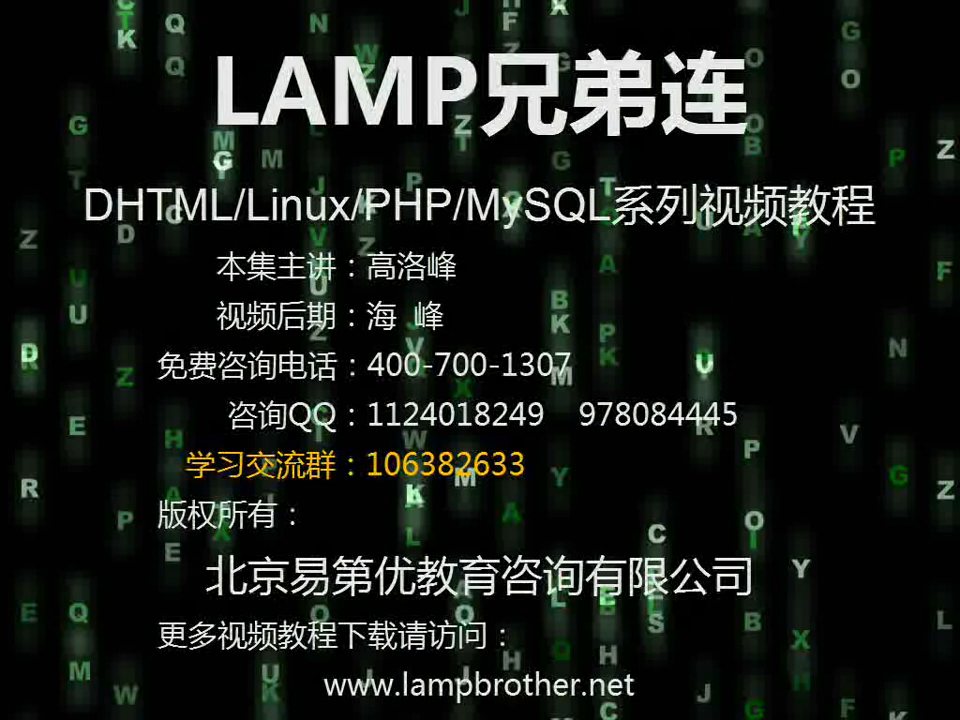 LAMP兄弟连
DHTML/Linux/PHP/MySQL系列视频教程
本集主讲：高洛峰
视频后期：海 峰
免费咨询电话：400-700-1307
咨询QQ：1124018249 978084445
学习交流群：106382633
版权所有：
北京易第优教育咨询有限公司
更多视频教程下载请访问：
www.lampbrother.net